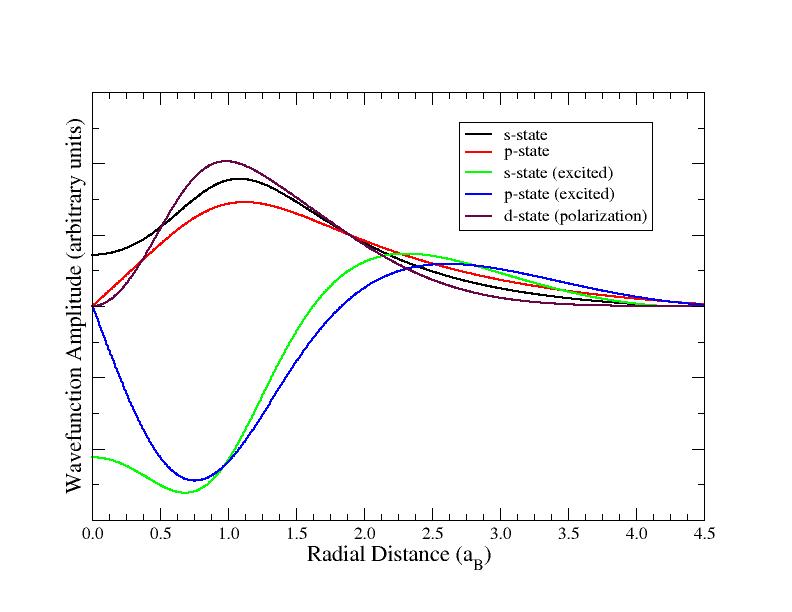 Wavefunction Amplitude (arbitrary units)
s-state
p-state
s-state (excited)
p-state (excited)
d-state (polarization)
0.0 0.5 1.0 1.5 2.0 2.5 3.0 3.5 4.0 4.5
Radial Distance (a_B)